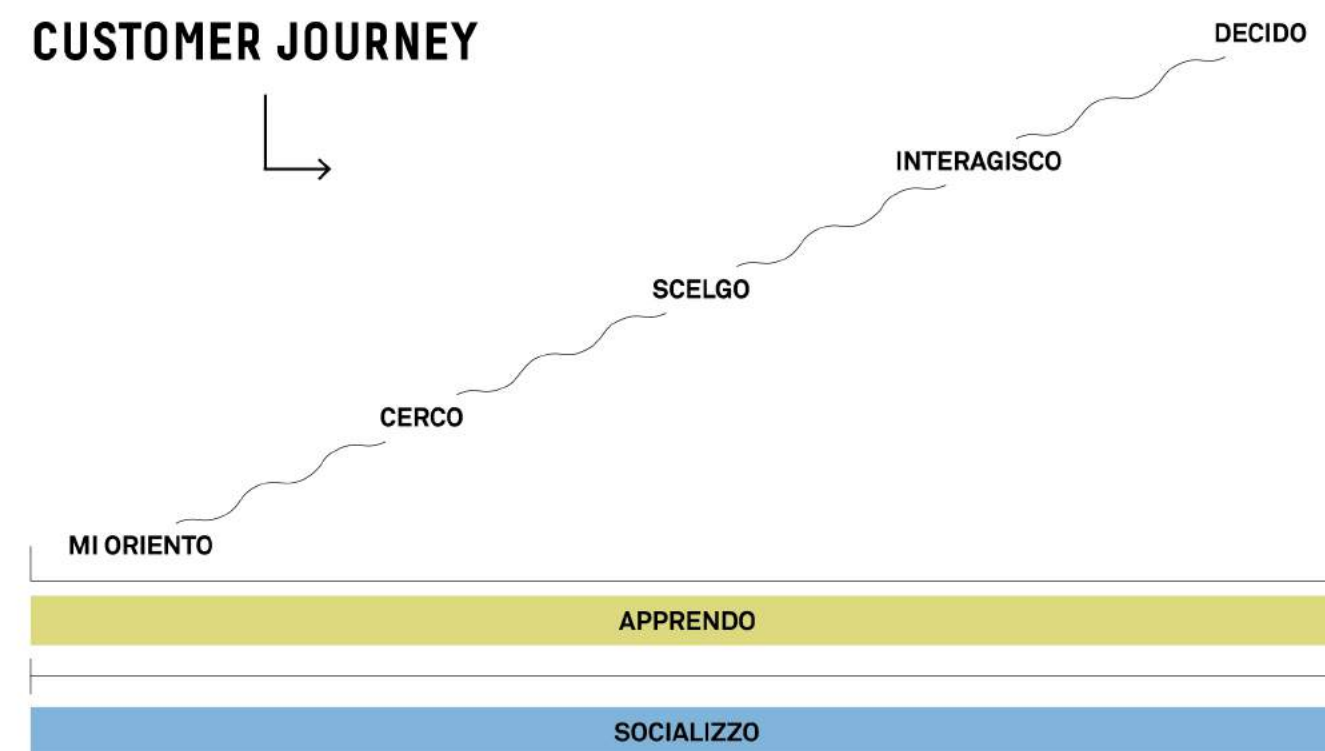 CUSTOMER JOURNEY
DECIDO
INTERAGISCO
SCELGO
CERCO
MI ORIENTO
APPRENDO
SOCIALIZZO